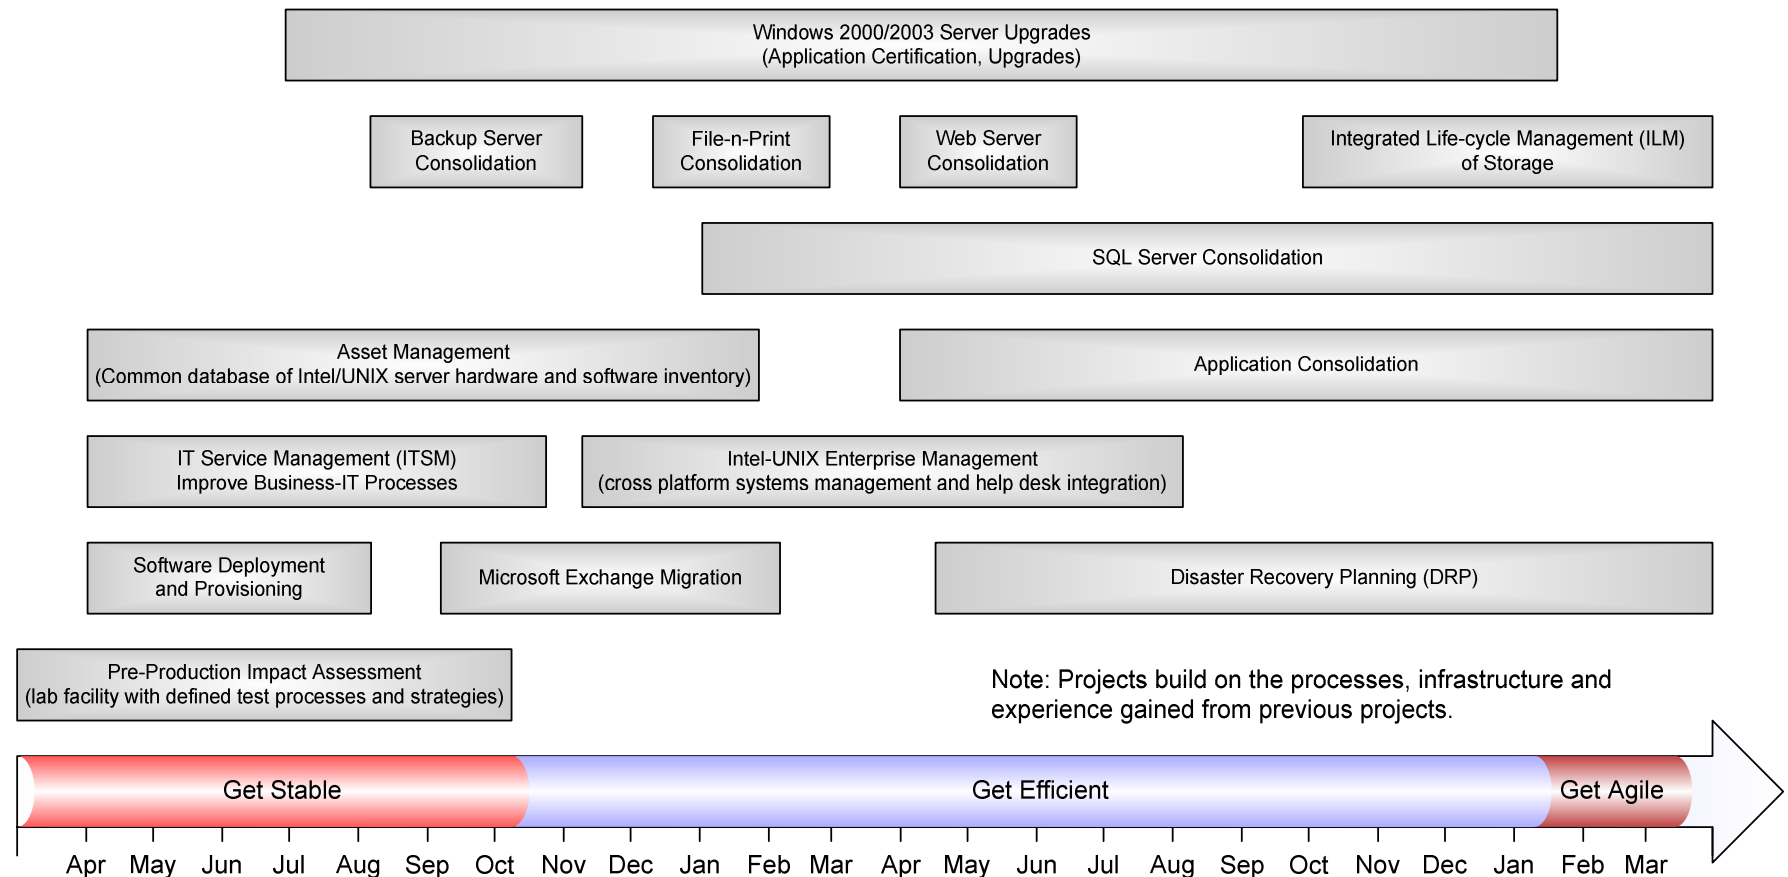 Windows 2000/2003 Server Upgrades
(Application Certification, Upgrades)
Backup Server
Consolidation
File-n-Print
Consolidation
Web Server
Consolidation
Integrated Life-cycle Management (ILM)
of Storage
SQL Server Consolidation
Asset Management
(Common database of Intel/UNIX server hardware and software inventory)
Application Consolidation
IT Service Management (ITSM)
Improve Business-IT Processes
Intel-UNIX Enterprise Management
(cross platform systems management and help desk integration)
Software Deployment
and Provisioning
Microsoft Exchange Migration
Disaster Recovery Planning (DRP)
Pre-Production Impact Assessment
(lab facility with defined test processes and strategies)
Note: Projects build on the processes, infrastructure and
experience gained from previous projects.
Get Stable
Get Efficient
Get Agile
Apr May Jun Jul Aug Sep Oct Nov Dec Jan Feb Mar Apr May Jun Jul Aug Sep Oct Nov Dec Jan Feb Mar